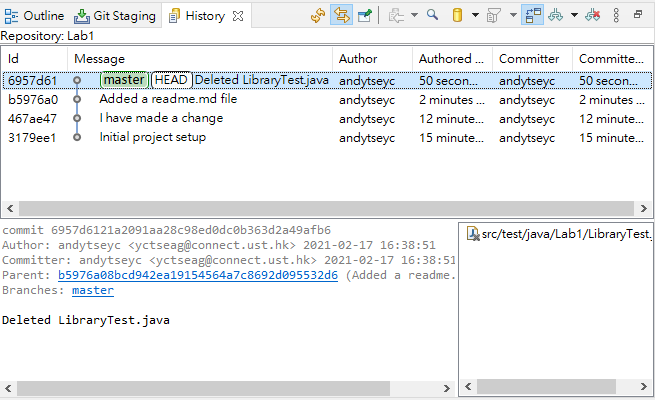 Outline Git Staging History
Repository: Lab1
Id Message Author Authored ... Committer Committe...
6957d61 master HEAD Deleted LibraryTest.java andytseyc 50 secon... andytseyc 50 secon...
b5976a0 Added a readme.md file andytseyc 2 minutes ... andytseyc 2 minutes ...
467ae47 I have made a change andytseyc 12 minute... andytseyc 12 minute...
3179ee1 Initial project setup andytseyc 15 minute... andytseyc 15 minute...
commit 6957d6121a2091aa28c98ed0dc0b363d2a49afb6
Author: andytseyc <yctseag@connect.ust.hk> 2021-02-17 16:38:51
Committer: andytseyc <yctseag@connect.ust.hk> 2021-02-17 16:38:51
Parent: b5976a08bcd942ea19154564a7c8692d095532d6 (Added a readme.
Branches: master
Deleted LibraryTest.java
src/test/java/Lab1/LibraryTest.